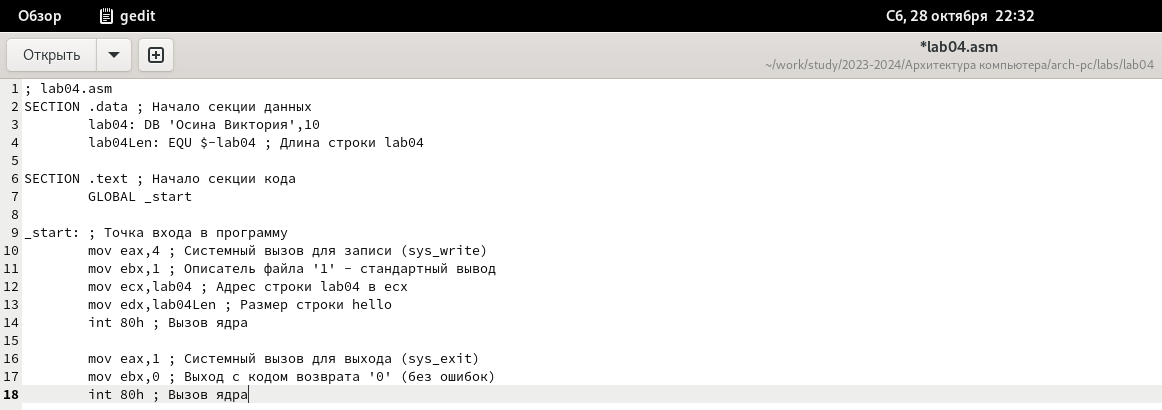 Обзор gedit Сб, 28 октября 22:32
Открыть *lab04.asm
~/work/study/2023-2024/Архитектура компьютера/arch-pc/labs/lab04
1 ; lab04.asm
2 SECTION .data ; Начало секции данных
3 lab04: DB 'Осина Виктория',10
4 lab04Len: EQU $-lab04 ; Длина строки lab04
5
6 SECTION .text ; Начало секции кода
7 GLOBAL _start
8
9 _start: ; Точка входа в программу
10 mov eax,4 ; Системный вызов для записи (sys_write)
11 mov ebx,1 ; Описатель файла '1' - стандартный вывод
12 mov ecx,lab04 ; Адрес строки lab04 в ecx
13 mov edx,lab04Len ; Размер строки hello
14 int 80h ; Вызов ядра
15
16 mov eax,1 ; Системный вызов для выхода (sys_exit)
17 mov ebx,0 ; Выход с кодом возврата '0' (без ошибок)
18 int 80h ; Вызов ядра